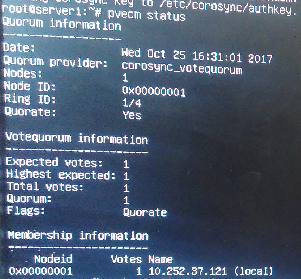 corosync key to /etc/corosync/authkey.
root@server1:~# pvecm status
Quorum information
Date: Wed Oct 25 16:31:01 2017
Quorum provider: corosync_votequorum
Nodes: 1
Node ID: 0x00000001
Ring ID: 1/4
Quorate: Yes
Votequorum information
Expected votes: 1
Highest expected: 1
Total votes: 1
Quorum: 1
Flags: Quorate
Membership information
Nodeid Votes Name
0x00000001 1 10.252.37.121 (local)